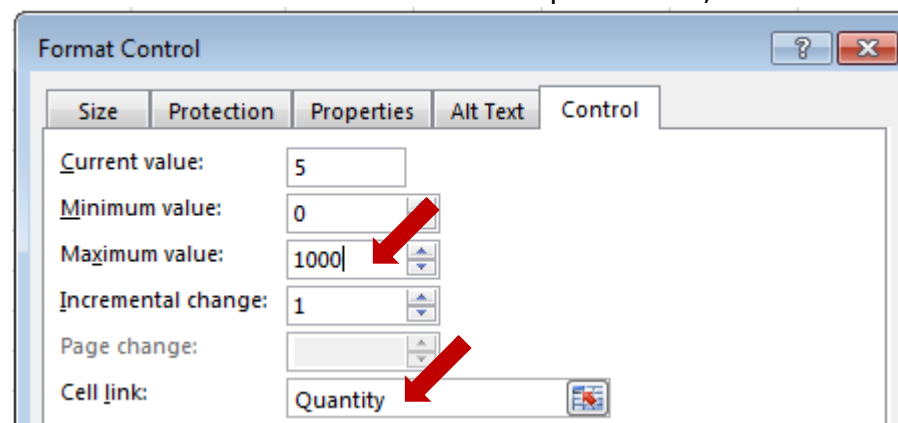 Format Control
Size Protection Properties Alt Text Control
Current value: 5
Minimum value: 0
Maximum value: 1000
Incremental change: 1
Page change:
Cell link: Quantity